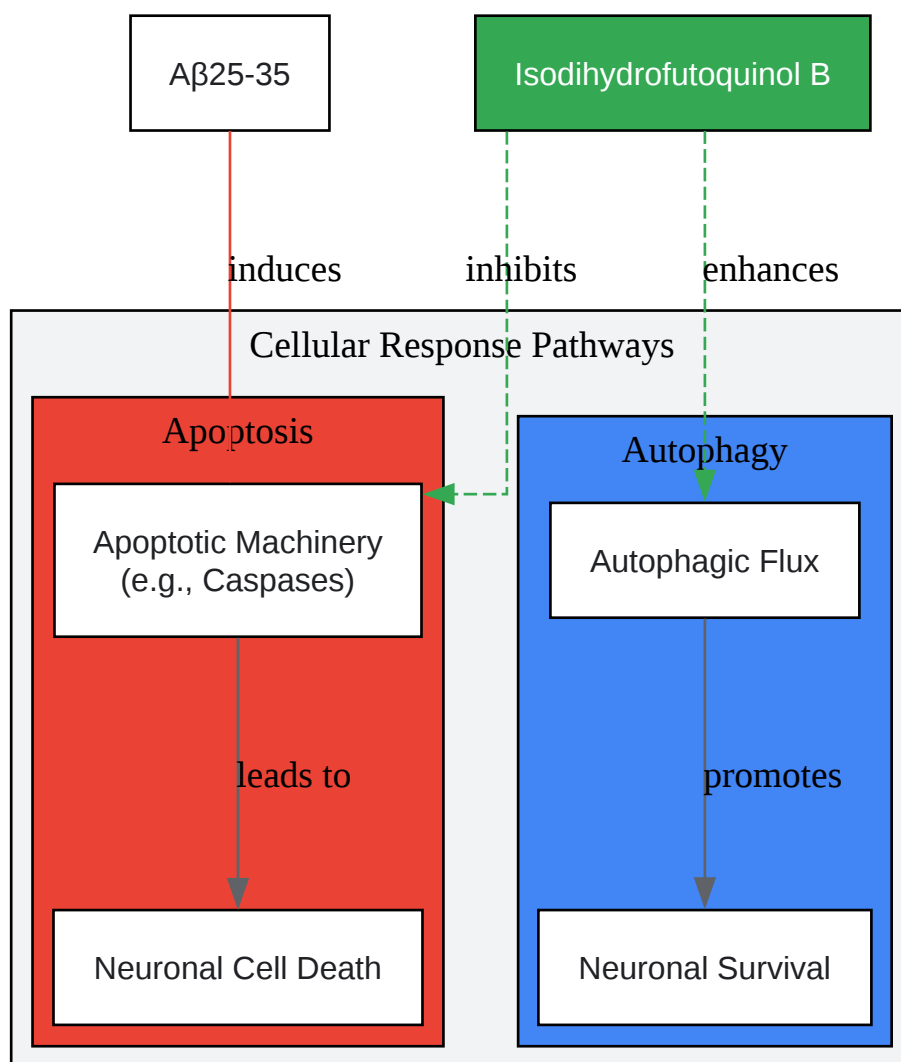 Aβ25-35
Isodihydrofutoquinol B
induces
inhibits
enhances
Cellular Response Pathways
Apoptosis
Autophagy
Apoptotic Machinery
(e.g., Caspases)
Autophagic Flux
leads to
promotes
Neuronal Cell Death
Neuronal Survival